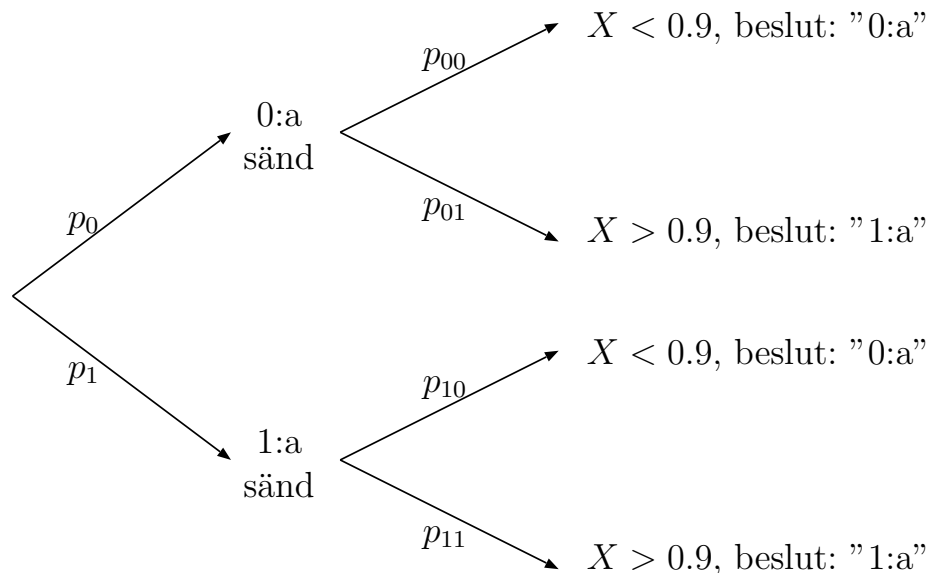 X < 0.9, beslut: ”0:a”
p₀₀
0:a
sänd
p₀₁
p₀
X > 0.9, beslut: ”1:a”
p₁
X < 0.9, beslut: ”0:a”
p₁₀
1:a
sänd
p₁₁
X > 0.9, beslut: ”1:a”